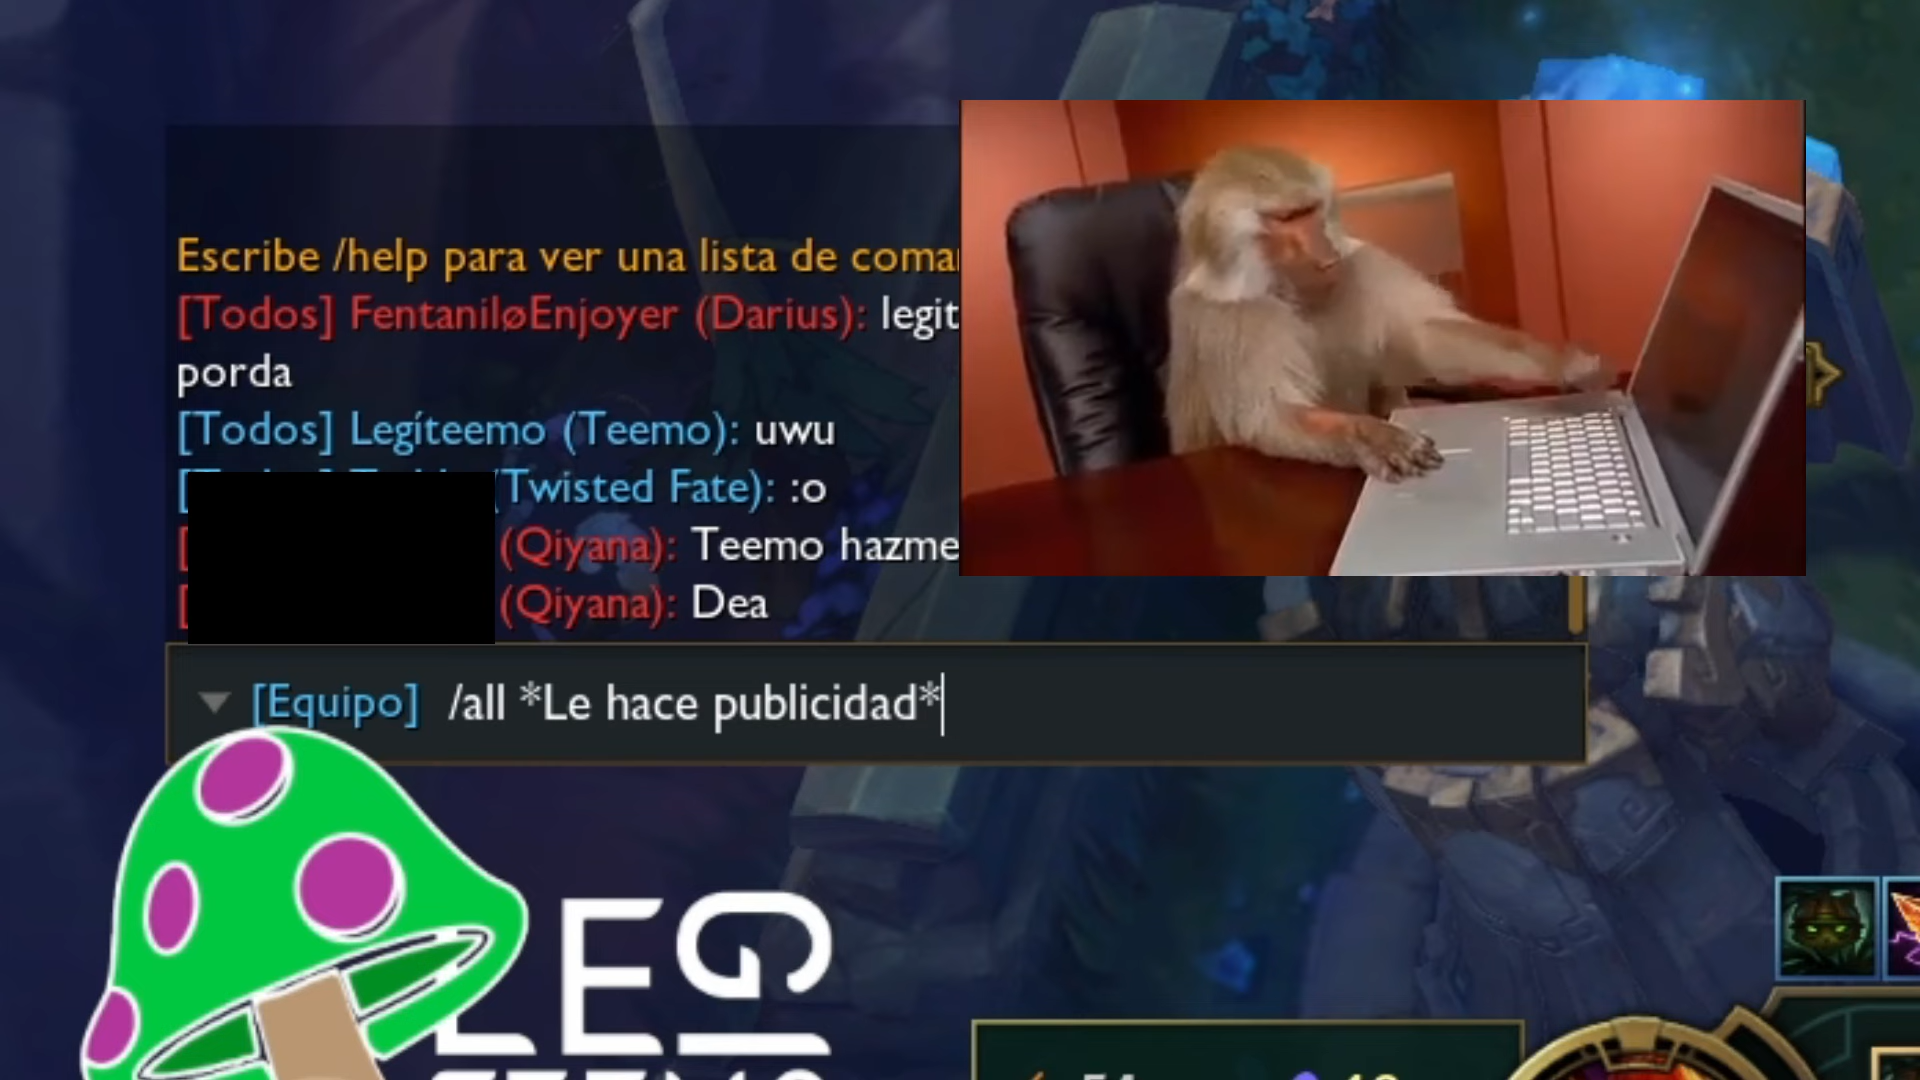 Escribe /help para ver una lista de
[Todos] FentaniløEnjoyer (Darius): legit
porda
[Todos] Legíteemo (Teemo): uwu
(Twisted Fate): :o
(Qiyana): Teemo hazme
(Qiyana): Dea
[Equipo] /all *Le hace publicidad*
LEG